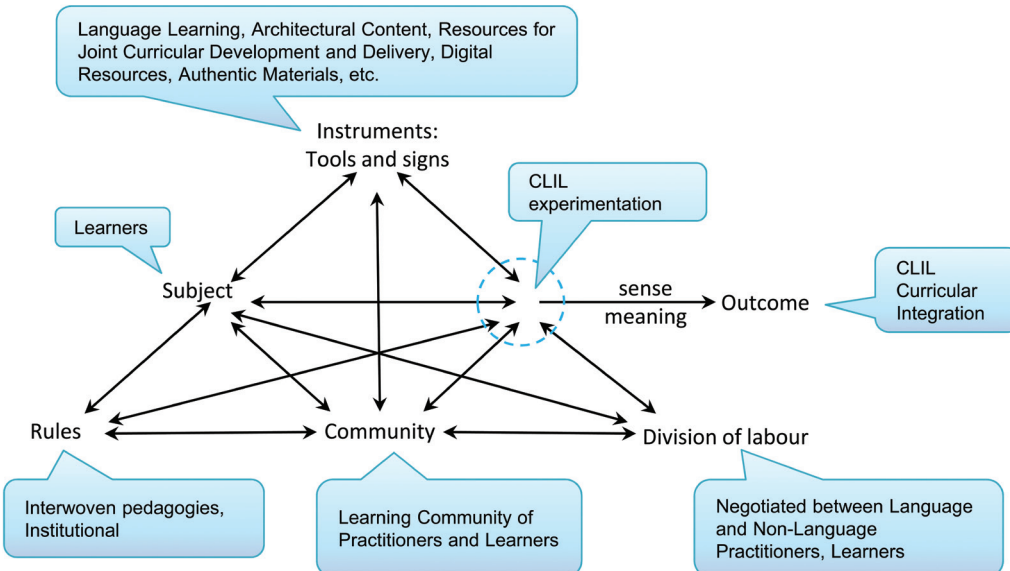 Language Learning, Architectural Content, Resources for
Joint Curricular Development and Delivery, Digital
Resources, Authentic Materials, etc.
Instruments:
Tools and signs
CLIL
experimentation
Learners
Subject
sense
meaning
Outcome
CLIL
Curricular
Integration
Rules
Community
Division of labour
Interwoven pedagogies,
Institutional
Learning Community of
Practitioners and Learners
Negotiated between Language
and Non-Language
Practitioners, Learners